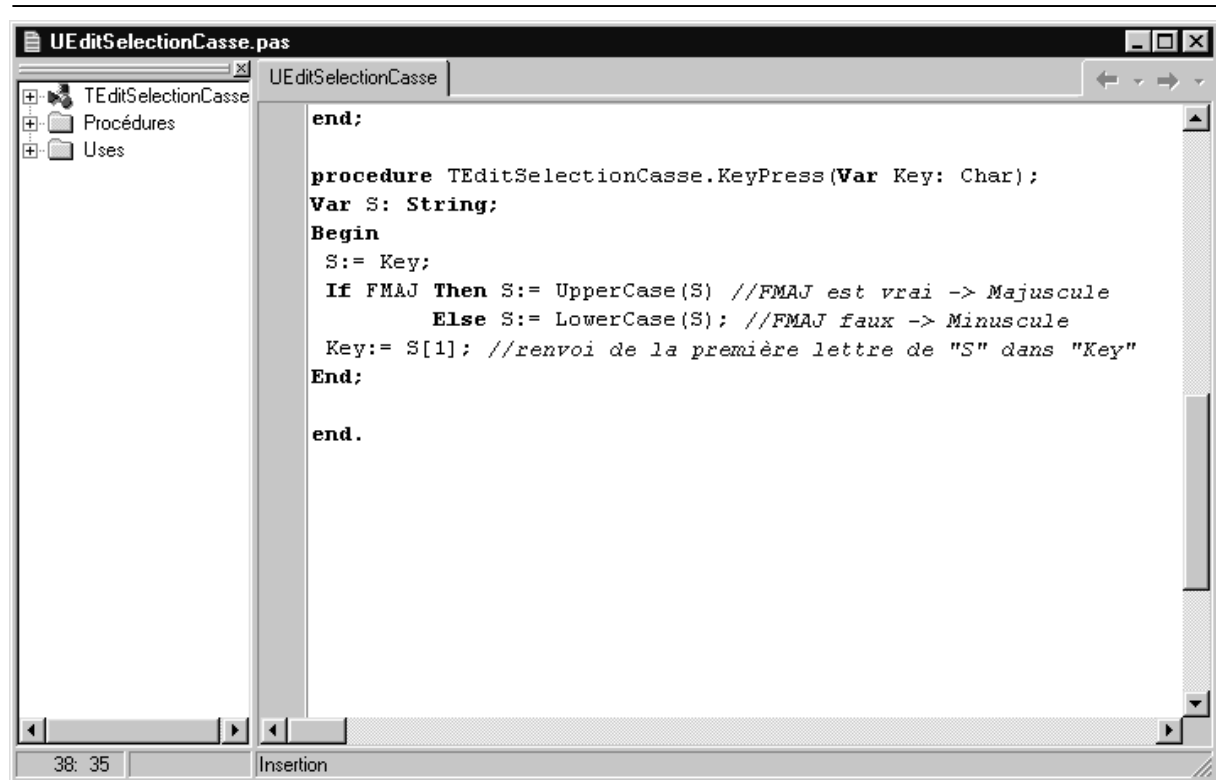 UEditSelectionCasse.pas
UEditSelectionCasse
TEditSelectionCasse
Procédures
Uses
end;
procedure TEditSelectionCasse.KeyPress(Var Key: Char);
Var S: String;
Begin
S:= Key;
If FMAJ Then S:= UpperCase(S) //FMAJ est vrai -> Majuscule
Else S:= LowerCase(S); //FMAJ faux -> Minuscule
Key:= S[1]; //renvoi de la première lettre de "S" dans "Key"
End;
end.
38: 35
Insertion